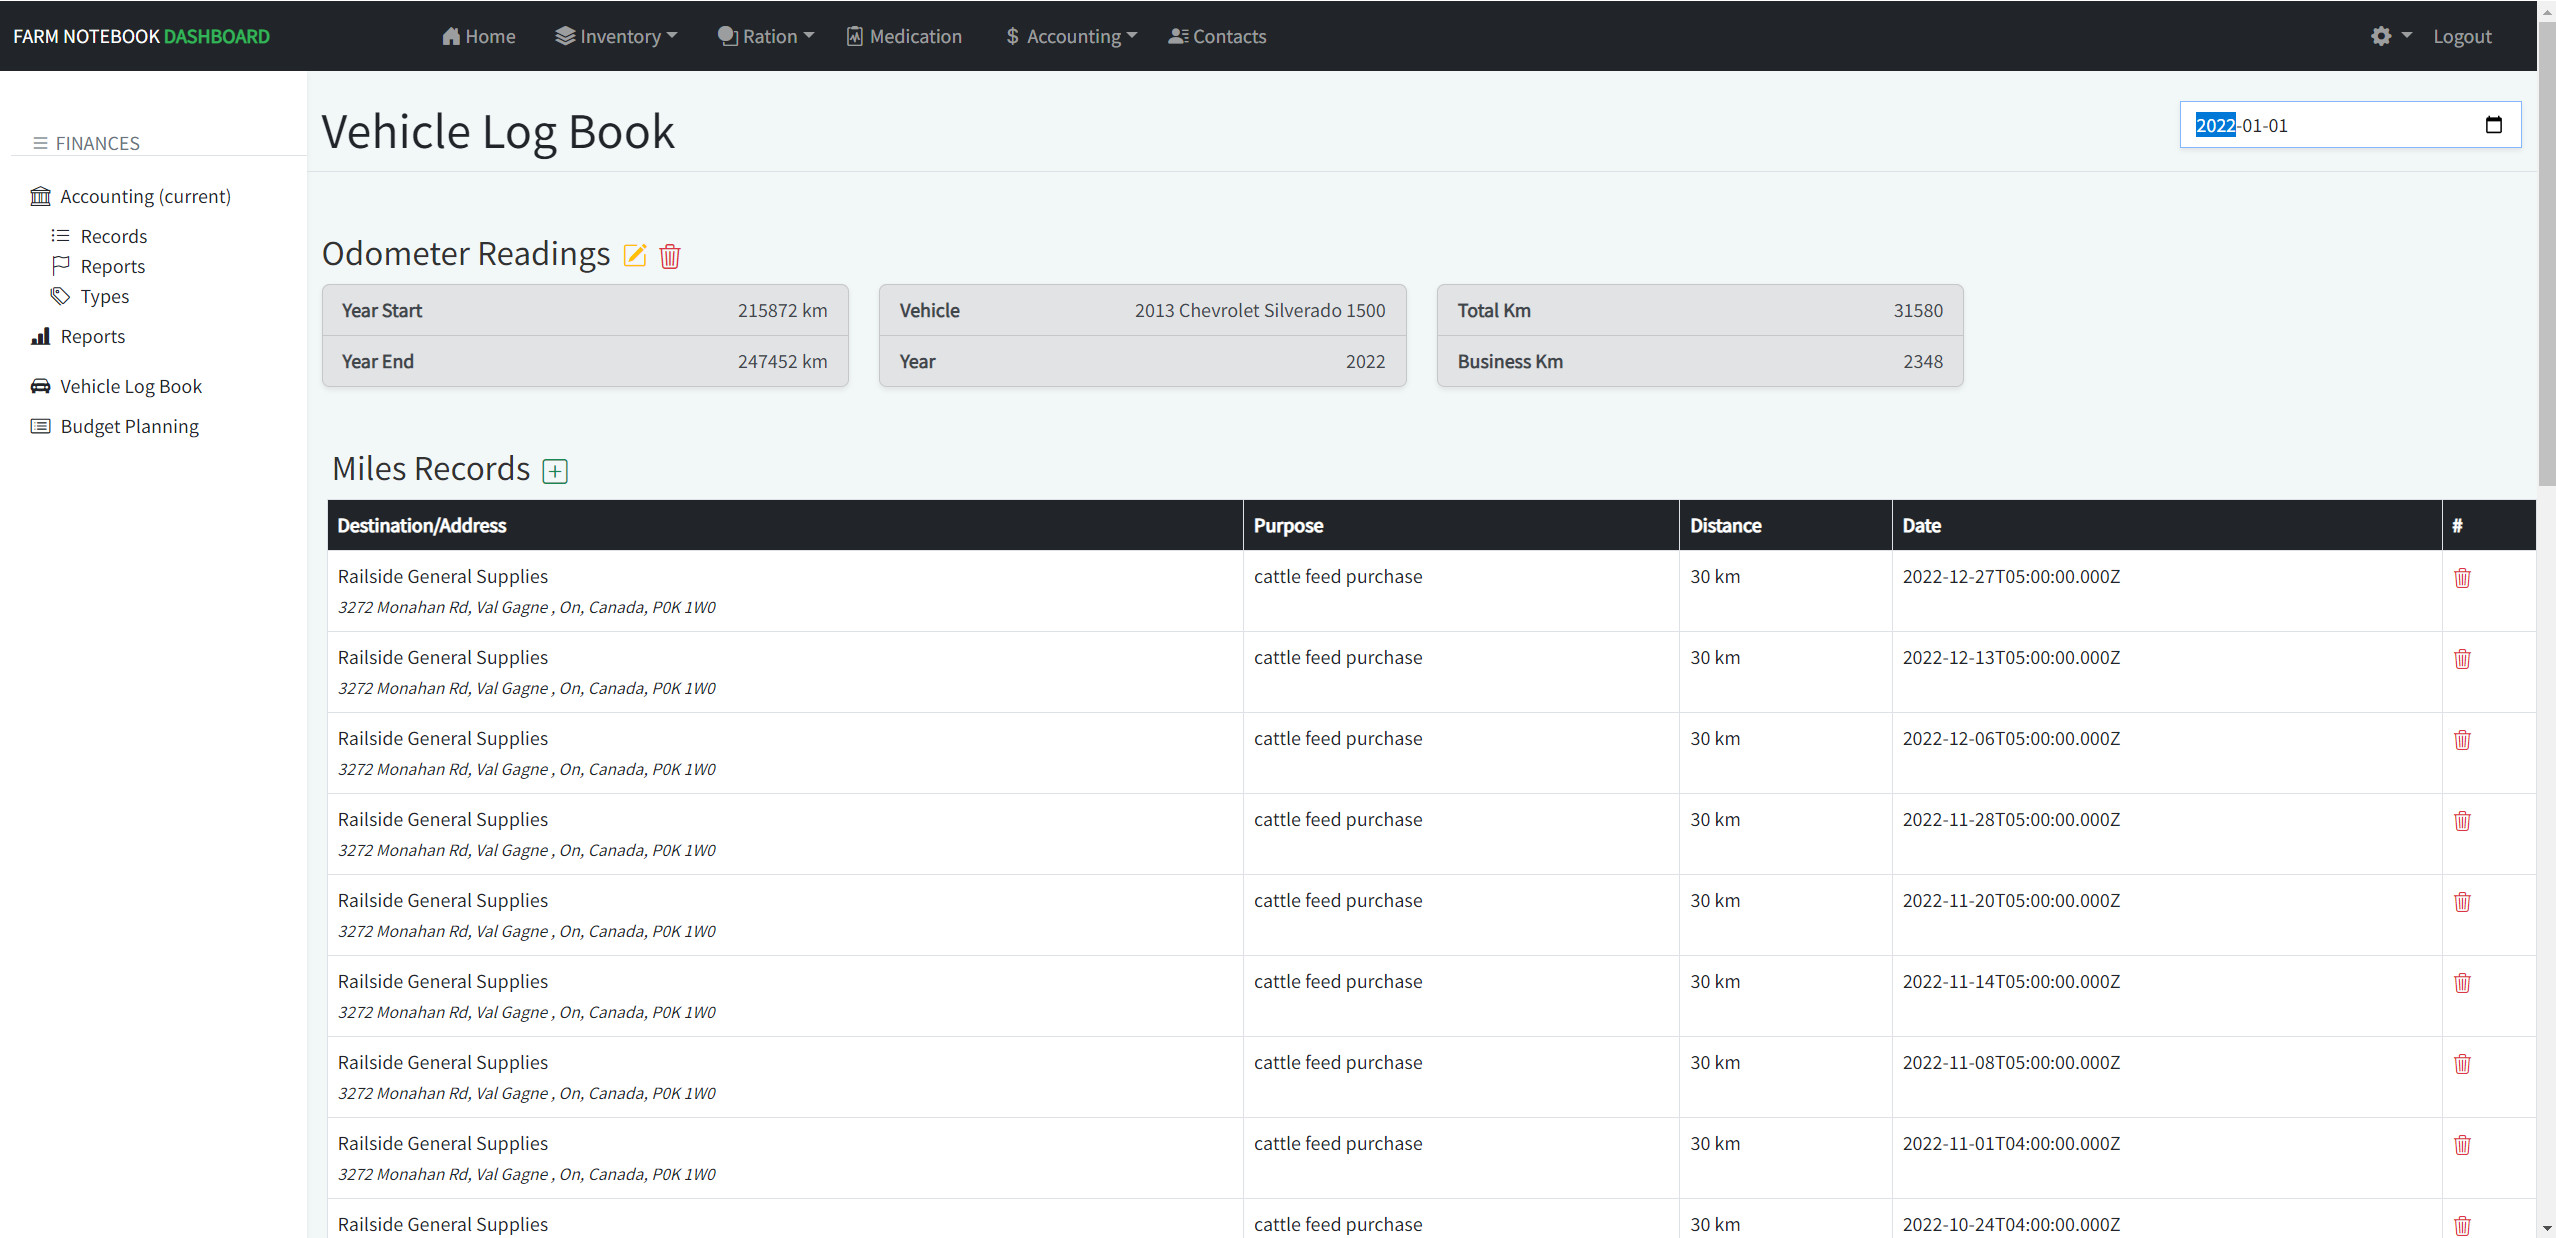 FARM NOTEBOOK DASHBOARD
Home
Inventory
Ration
Medication
$ Accounting
Contacts
Logout
FINANCES
Accounting (current)
Records
Reports
Types
Reports
Vehicle Log Book
Budget Planning
Vehicle Log Book
2022-01-01
Odometer Readings
Year Start 215872 km
Year End 247452 km
Vehicle 2013 Chevrolet Silverado 1500
Year 2022
Total Km 31580
Business Km 2348
Miles Records
Destination/Address Purpose Distance Date #
Railside General Supplies cattle feed purchase 30 km 2022-12-27T05:00:00.000Z
3272 Monahan Rd, Val Gagne , On, Canada, P0K 1W0
Railside General Supplies cattle feed purchase 30 km 2022-12-13T05:00:00.000Z
3272 Monahan Rd, Val Gagne , On, Canada, P0K 1W0
Railside General Supplies cattle feed purchase 30 km 2022-12-06T05:00:00.000Z
3272 Monahan Rd, Val Gagne , On, Canada, P0K 1W0
Railside General Supplies cattle feed purchase 30 km 2022-11-28T05:00:00.000Z
3272 Monahan Rd, Val Gagne , On, Canada, P0K 1W0
Railside General Supplies cattle feed purchase 30 km 2022-11-20T05:00:00.000Z
3272 Monahan Rd, Val Gagne , On, Canada, P0K 1W0
Railside General Supplies cattle feed purchase 30 km 2022-11-14T05:00:00.000Z
3272 Monahan Rd, Val Gagne , On, Canada, P0K 1W0
Railside General Supplies cattle feed purchase 30 km 2022-11-08T05:00:00.000Z
3272 Monahan Rd, Val Gagne , On, Canada, P0K 1W0
Railside General Supplies cattle feed purchase 30 km 2022-11-01T04:00:00.000Z
3272 Monahan Rd, Val Gagne , On, Canada, P0K 1W0
Railside General Supplies cattle feed purchase 30 km 2022-10-24T04:00:00.000Z